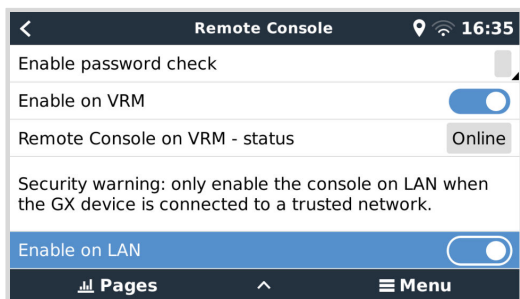 Remote Console
16:35
Enable password check
Enable on VRM
Remote Console on VRM - status
Online
Security warning: only enable the console on LAN when
the GX device is connected to a trusted network.
Enable on LAN
Pages
Menu